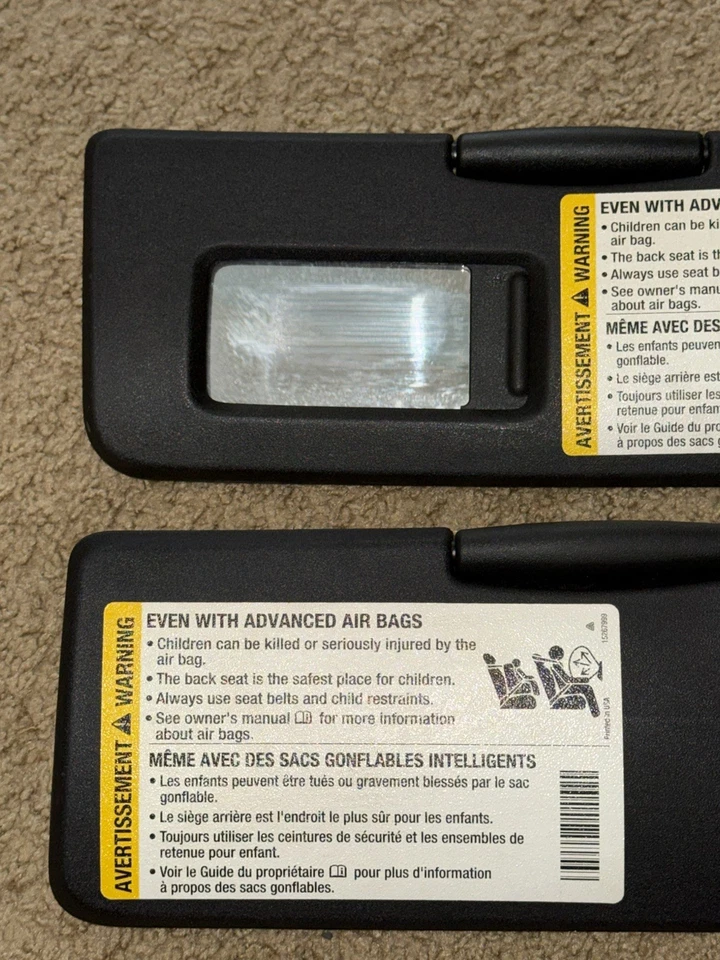 AVERTISSEMENT ⚠ WARNING
EVEN WITH ADV
• Children can be ki
air bag.
• The back seat is th
• Always use seat b
• See owner's manu
about air bags.
MÊME AVEC DES
• Les enfants peuven
gonflable.
• Le siège arrière est
• Toujours utiliser les
retenue pour enfan
• Voir le Guide du pro
à propos des sacs g
AVERTISSEMENT ⚠ WARNING
EVEN WITH ADVANCED AIR BAGS
• Children can be killed or seriously injured by the
air bag.
• The back seat is the safest place for children.
• Always use seat belts and child restraints.
• See owner's manual for more information
about air bags.
MÊME AVEC DES SACS GONFLABLES INTELLIGENTS
• Les enfants peuvent être tués ou gravement blessés par le sac
gonflable.
• Le siège arrière est l'endroit le plus sûr pour les enfants.
• Toujours utiliser les ceintures de sécurité et les ensembles de
retenue pour enfant.
• Voir le Guide du propriétaire pour plus d'information
à propos des sacs gonflables.
15267999
Printed in USA